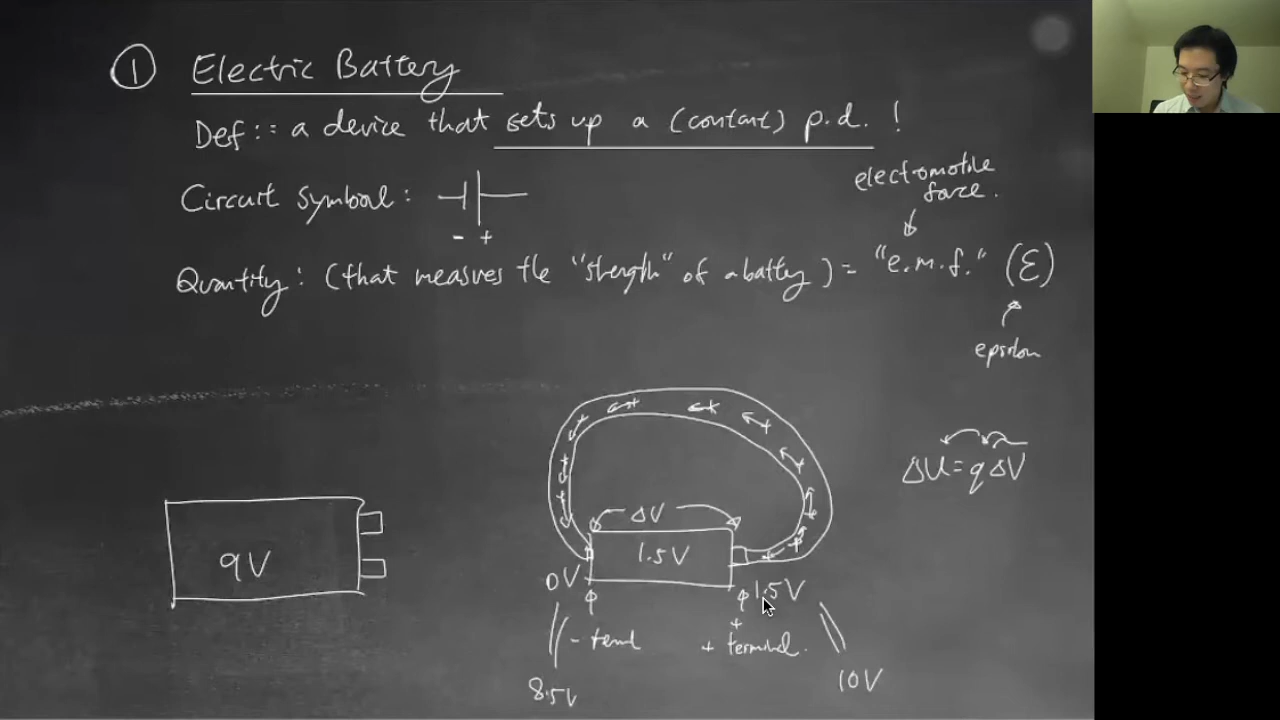 ① Electric Battery
Def:= a device that sets up a (constant) p.d. !
Circuit Symbol:
- +
electromotive force.
Quantity: (that measures the "strength" of a battery) = "e.m.f." (ε)
epsilon
ΔU = qΔV
ΔV
9V
1.5V
0V
1.5V
- terminal
+
+ terminal.
8.5V
10V